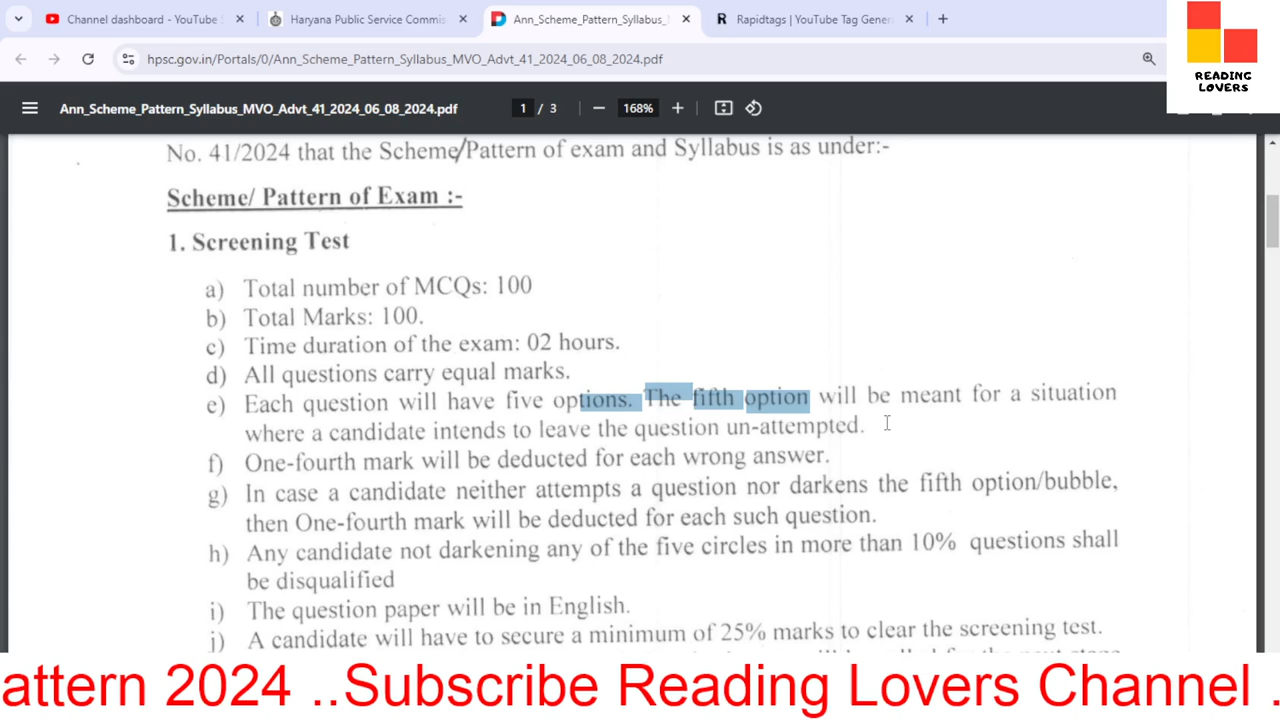 Channel dashboard - YouTube
Haryana Public Service Commis
Ann_Scheme_Pattern_Syllabus_
Rapidtags | YouTube Tag Gener
hpsc.gov.in/Portals/0/Ann_Scheme_Pattern_Syllabus_MVO_Advt_41_2024_06_08_2024.pdf
READING
LOVERS
Ann_Scheme_Pattern_Syllabus_MVO_Advt_41_2024_06_08_2024.pdf
1 / 3
168%
No. 41/2024 that the Scheme/Pattern of exam and Syllabus is as under:-
Scheme/ Pattern of Exam :-
1. Screening Test
a) Total number of MCQs: 100
b) Total Marks: 100.
c) Time duration of the exam: 02 hours.
d) All questions carry equal marks.
e) Each question will have five options. The fifth option will be meant for a situation
where a candidate intends to leave the question un-attempted.
f) One-fourth mark will be deducted for each wrong answer.
g) In case a candidate neither attempts a question nor darkens the fifth option/bubble,
then One-fourth mark will be deducted for each such question.
h) Any candidate not darkening any of the five circles in more than 10% questions shall
be disqualified
i) The question paper will be in English.
j) A candidate will have to secure a minimum of 25% marks to clear the screening test.
attern 2024 ..Subscribe Reading Lovers Channel .